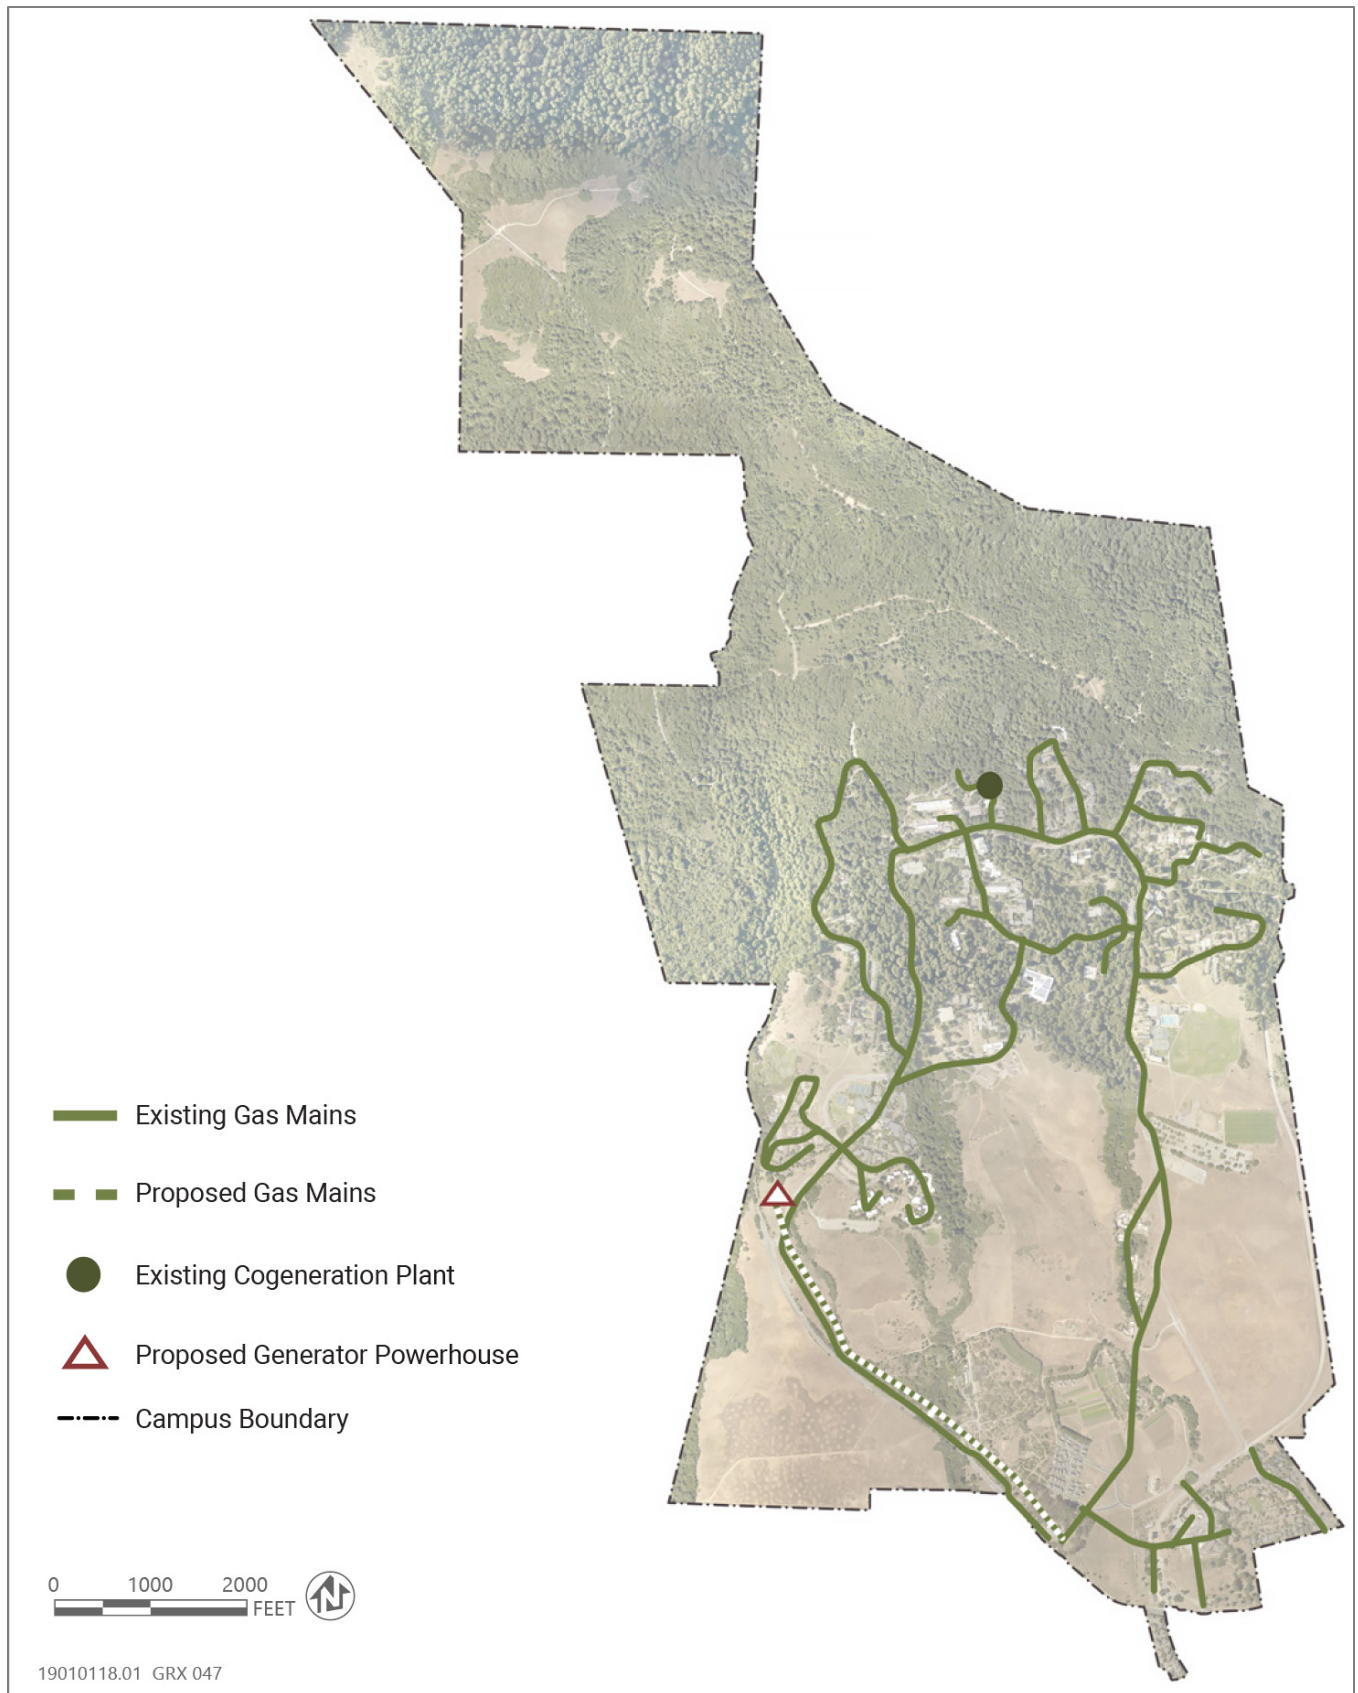 Existing Gas Mains
Proposed Gas Mains
Existing Cogeneration Plant
Proposed Generator Powerhouse
Campus Boundary
0 1000 2000
FEET
N
19010118.01 GRX 047